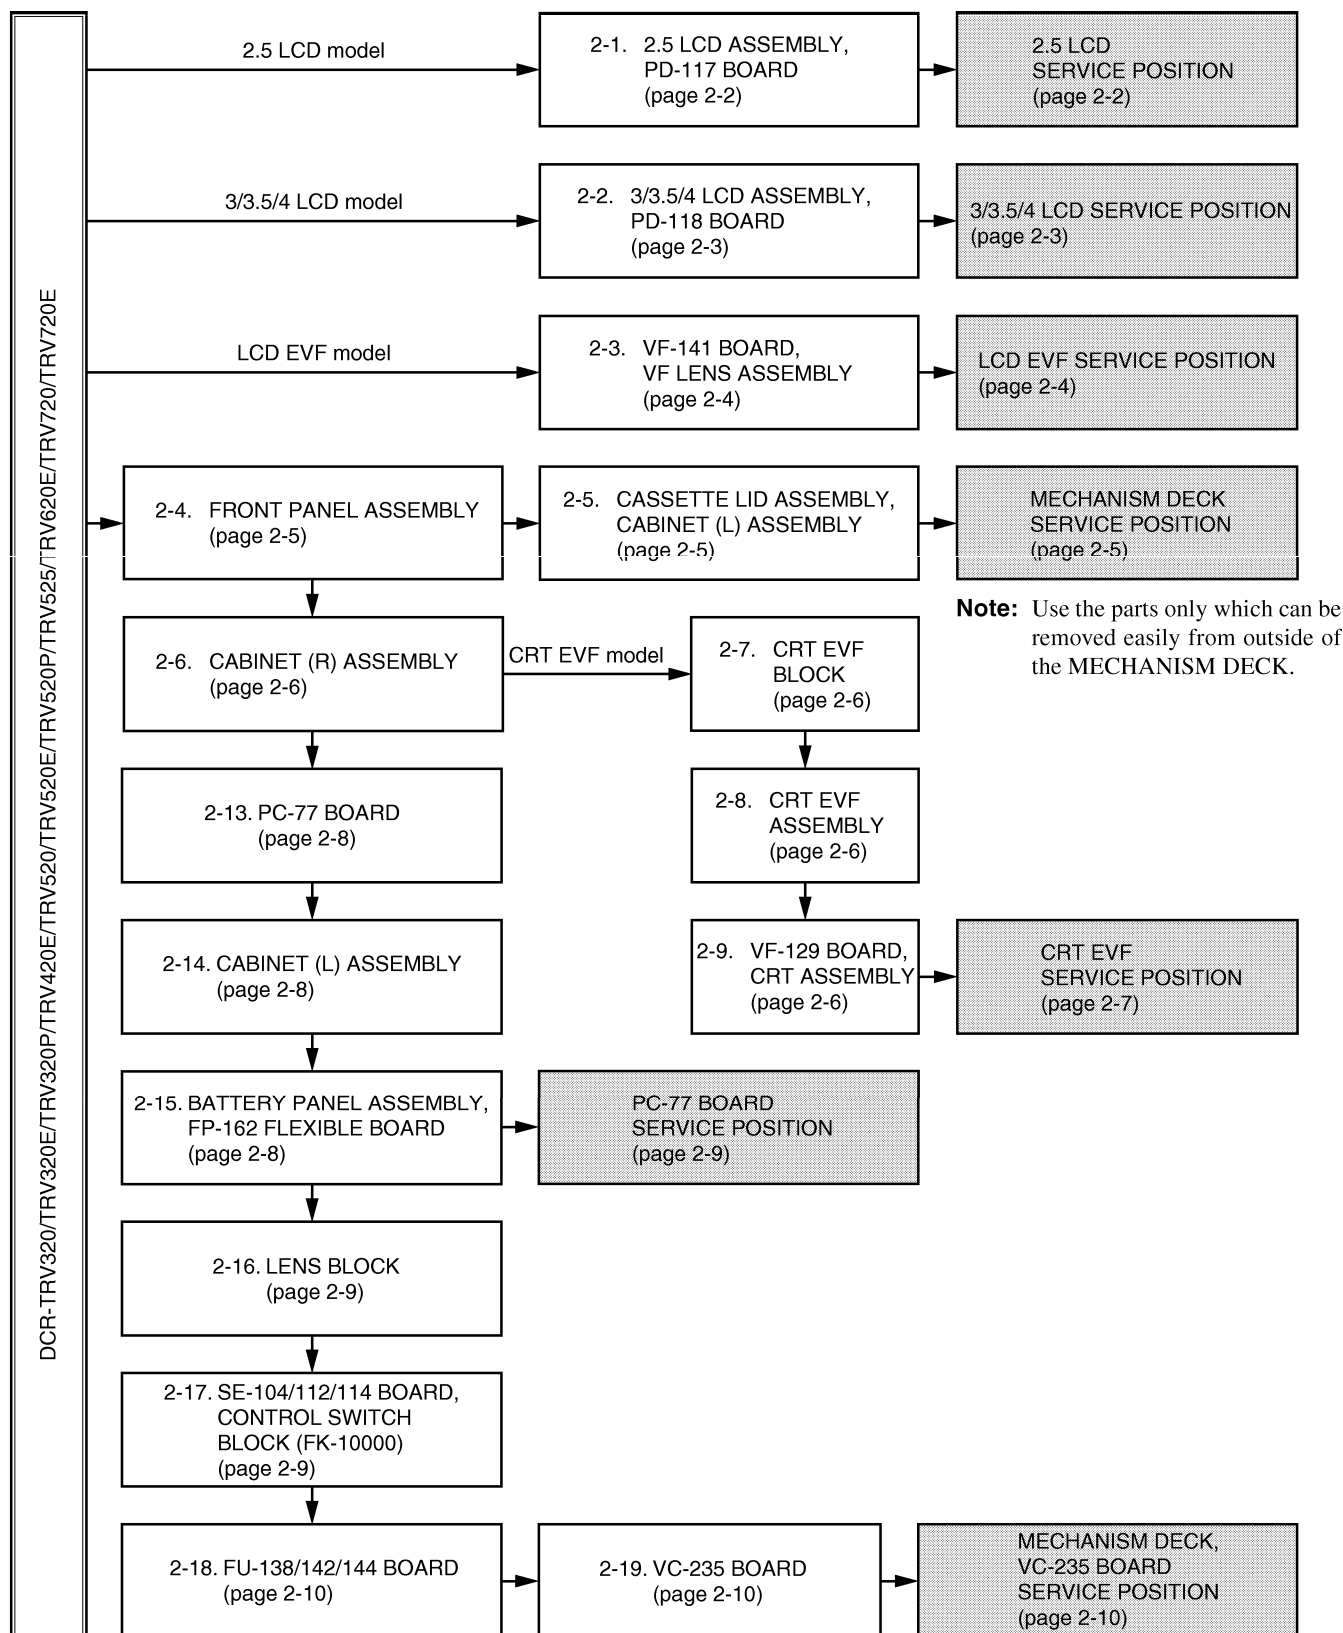 DCR-TRV320/TRV320E/TRV320P/TRV420E/TRV520/TRV520E/TRV520P/TRV525/TRV620E/TRV720/TRV720E
2.5 LCD model
2-1. 2.5 LCD ASSEMBLY,
PD-117 BOARD
(page 2-2)
2.5 LCD
SERVICE POSITION
(page 2-2)
3/3.5/4 LCD model
2-2. 3/3.5/4 LCD ASSEMBLY,
PD-118 BOARD
(page 2-3)
3/3.5/4 LCD SERVICE POSITION
(page 2-3)
LCD EVF model
2-3. VF-141 BOARD,
VF LENS ASSEMBLY
(page 2-4)
LCD EVF SERVICE POSITION
(page 2-4)
2-4. FRONT PANEL ASSEMBLY
(page 2-5)
2-5. CASSETTE LID ASSEMBLY,
CABINET (L) ASSEMBLY
(page 2-5)
MECHANISM DECK
SERVICE POSITION
(page 2-5)
Note: Use the parts only which can be
removed easily from outside of
the MECHANISM DECK.
2-6. CABINET (R) ASSEMBLY
(page 2-6)
CRT EVF model
2-7. CRT EVF
BLOCK
(page 2-6)
2-13. PC-77 BOARD
(page 2-8)
2-8. CRT EVF
ASSEMBLY
(page 2-6)
2-14. CABINET (L) ASSEMBLY
(page 2-8)
2-9. VF-129 BOARD,
CRT ASSEMBLY
(page 2-6)
CRT EVF
SERVICE POSITION
(page 2-7)
2-15. BATTERY PANEL ASSEMBLY,
FP-162 FLEXIBLE BOARD
(page 2-8)
PC-77 BOARD
SERVICE POSITION
(page 2-9)
2-16. LENS BLOCK
(page 2-9)
2-17. SE-104/112/114 BOARD,
CONTROL SWITCH
BLOCK (FK-10000)
(page 2-9)
2-18. FU-138/142/144 BOARD
(page 2-10)
2-19. VC-235 BOARD
(page 2-10)
MECHANISM DECK,
VC-235 BOARD
SERVICE POSITION
(page 2-10)